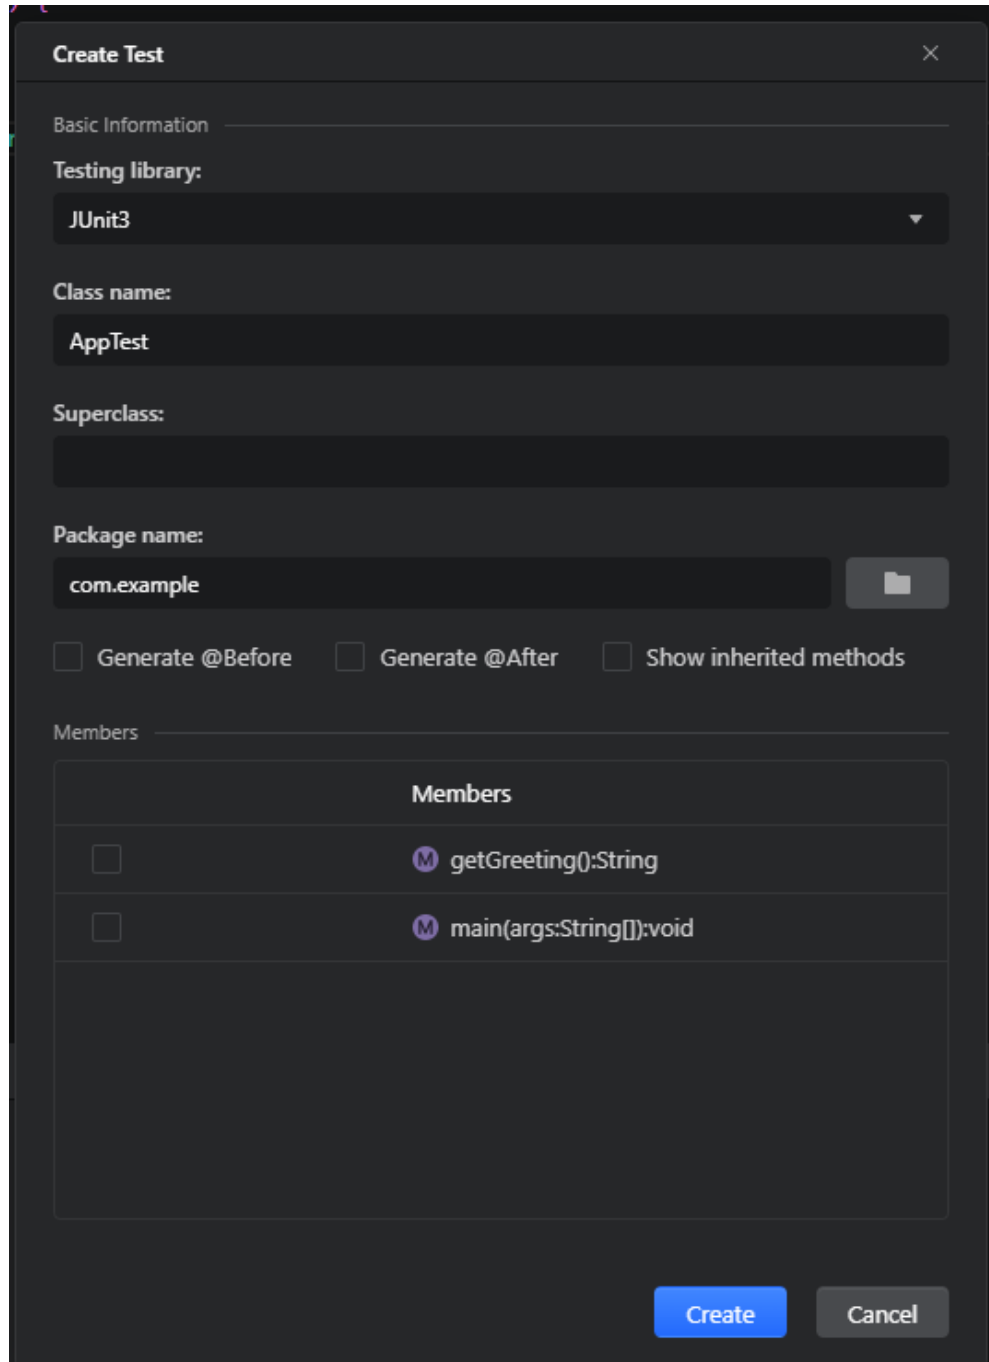 Create Test
Basic Information
Testing library:
JUnit3
Class name:
AppTest
Superclass:
Package name:
com.example
Generate @Before Generate @After Show inherited methods
Members
Members
M getGreeting():String
M main(args:String[]):void
Create Cancel